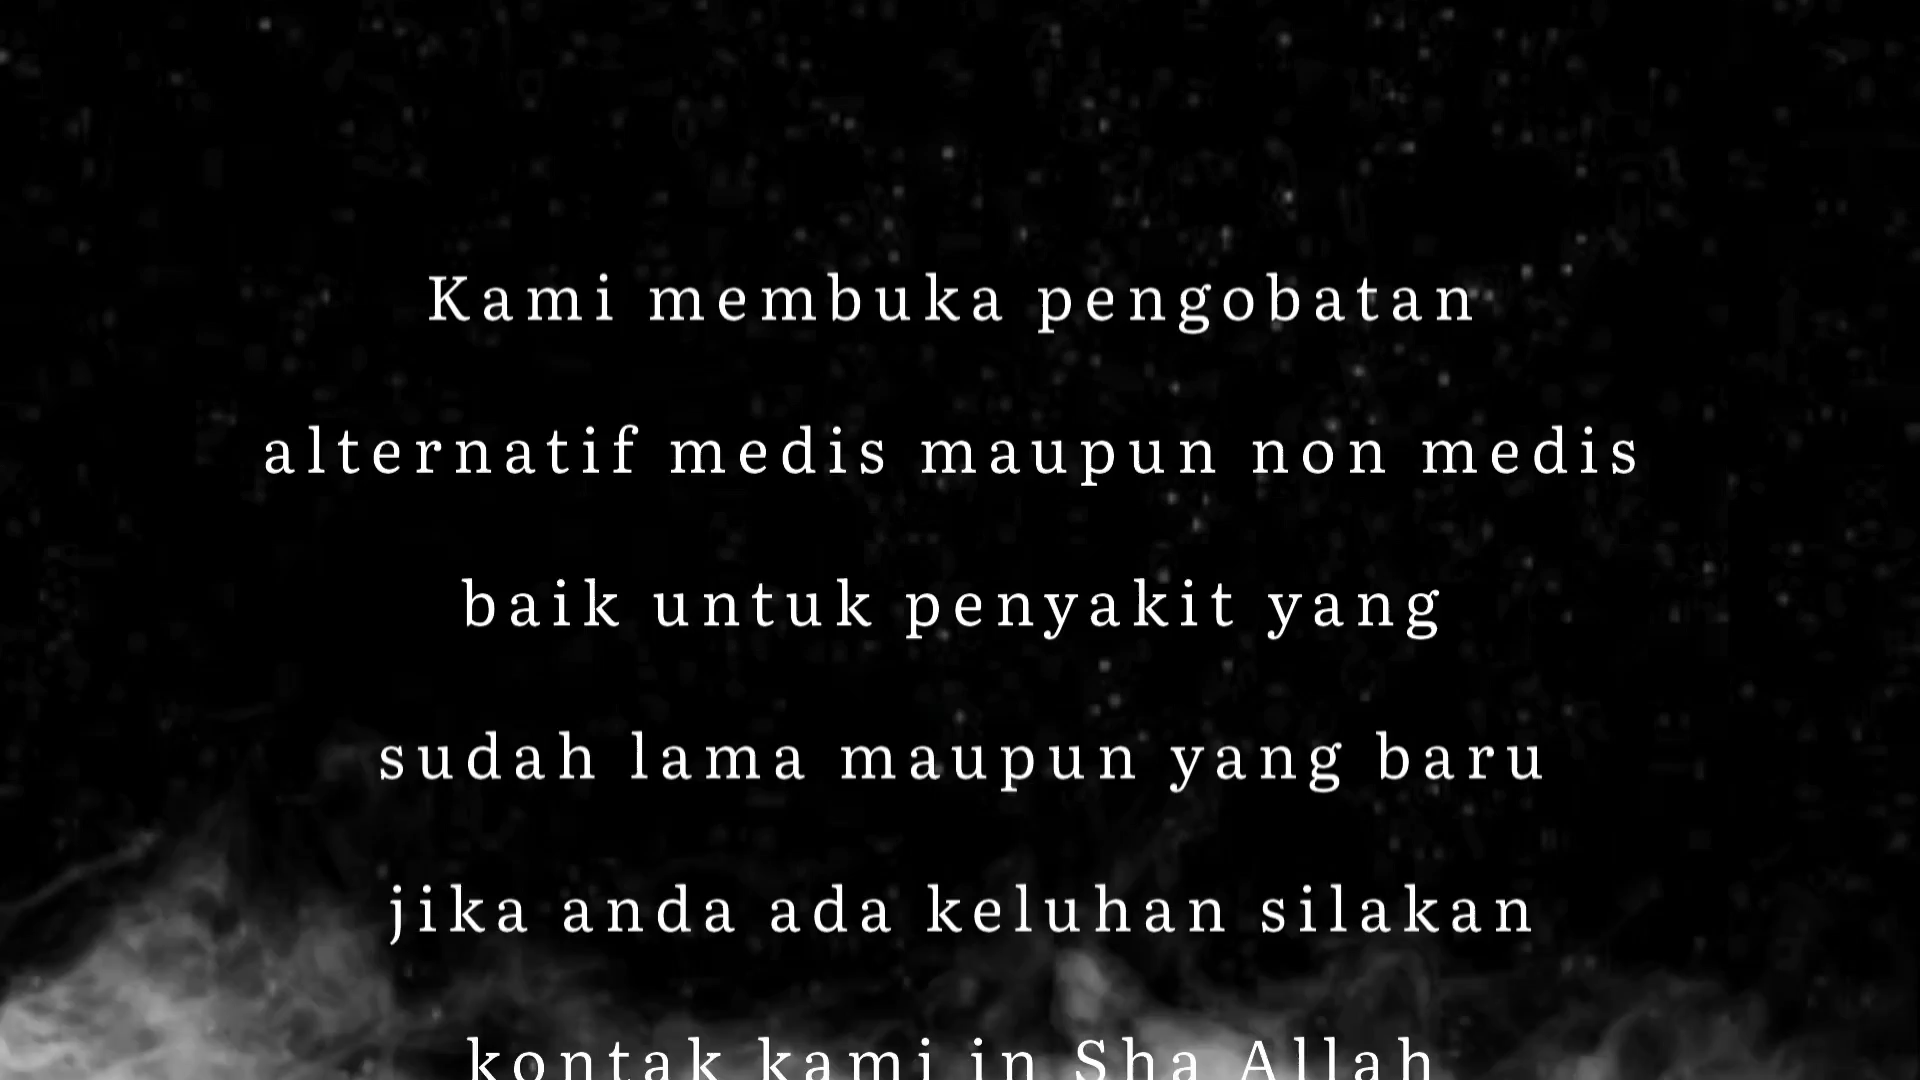 Kami membuka pengobatan
alternatif medis maupun non medis
baik untuk penyakit yang
sudah lama maupun yang baru
jika anda ada keluhan silakan
kontak kami in Sha Allah